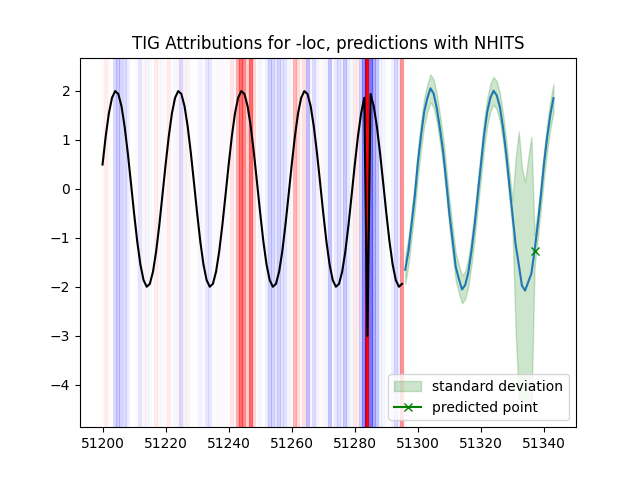 TIG Attributions for -loc, predictions with NHITS
2
1
0
−1
−2
−3
−4
standard deviation
predicted point
51200 51220 51240 51260 51280 51300 51320 51340